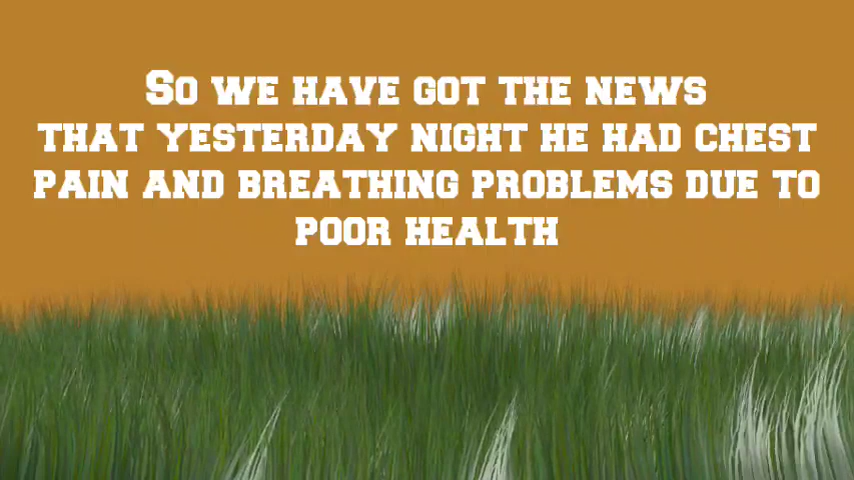 So we have got the news
that yesterday night he had chest
pain and breathing problems due to
poor health